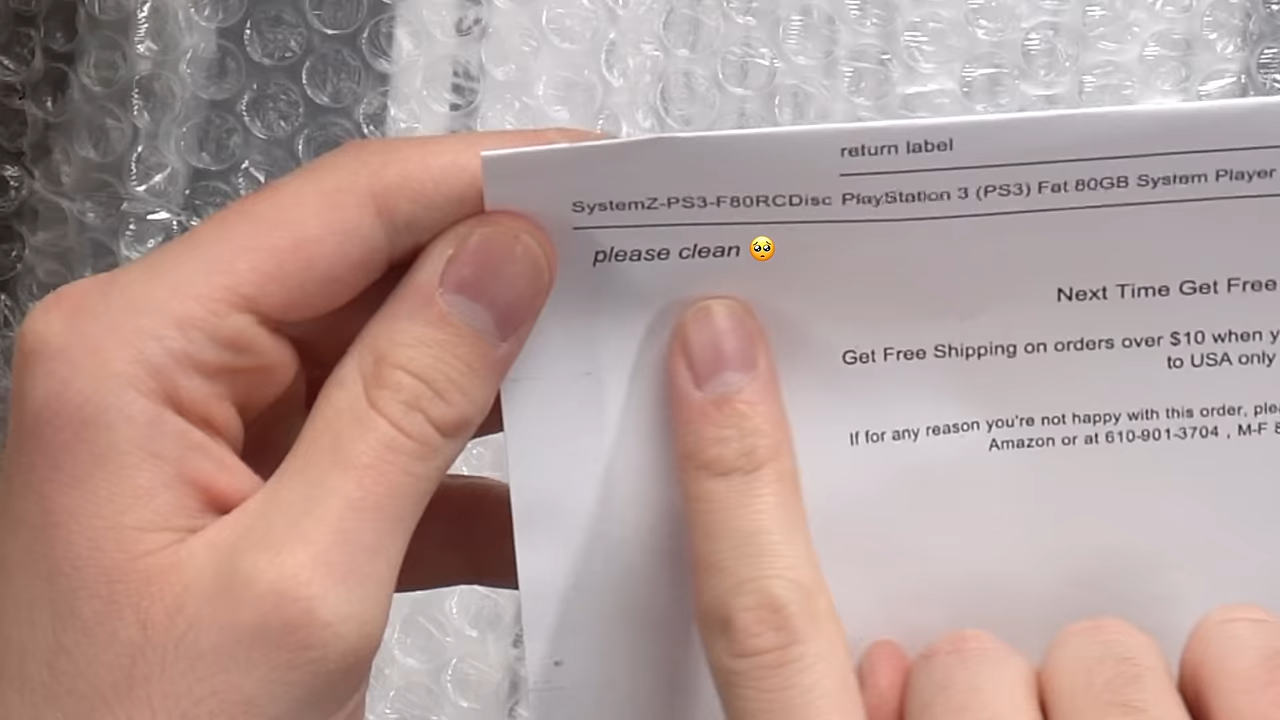 return label
SystemZ-PS3-F80RCDisc PlayStation 3 (PS3) Fat 80GB System Player
please clean 🥺
Next Time Get Free
Get Free Shipping on orders over $10 when y
to USA only
If for any reason you're not happy with this order, plea
Amazon or at 610-901-3704 , M-F 8